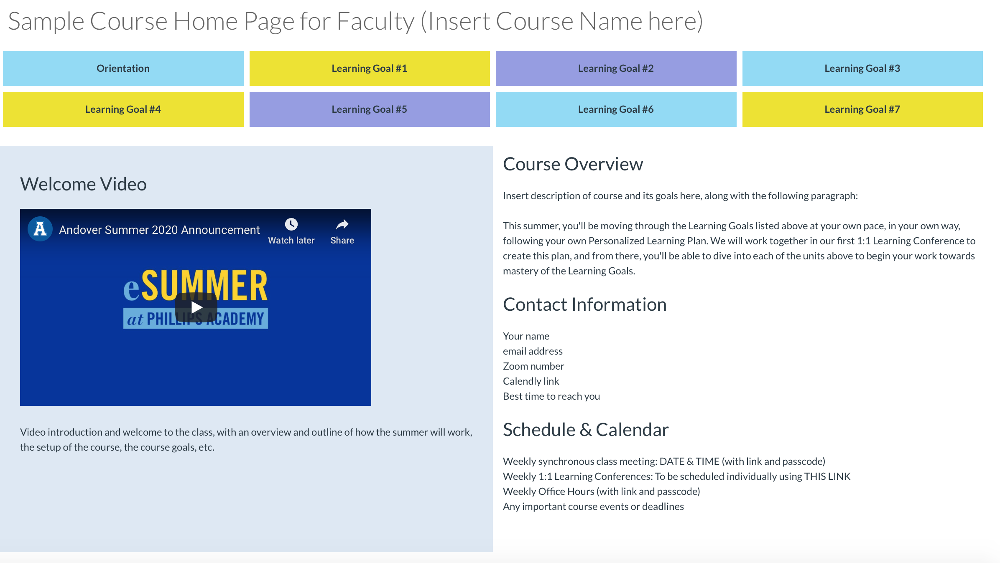 Sample Course Home Page for Faculty (Insert Course Name here)
Orientation
Learning Goal #1
Learning Goal #2
Learning Goal #3
Learning Goal #4
Learning Goal #5
Learning Goal #6
Learning Goal #7
Welcome Video
A
Andover Summer 2020 Announcement
Watch later
Share
eSUMMER
at PHILLIPS ACADEMY
Video introduction and welcome to the class, with an overview and outline of how the summer will work,
the setup of the course, the course goals, etc.
Course Overview
Insert description of course and its goals here, along with the following paragraph:
This summer, you'll be moving through the Learning Goals listed above at your own pace, in your own way,
following your own Personalized Learning Plan. We will work together in our first 1:1 Learning Conference to
create this plan, and from there, you'll be able to dive into each of the units above to begin your work towards
mastery of the Learning Goals.
Contact Information
Your name
email address
Zoom number
Calendly link
Best time to reach you
Schedule & Calendar
Weekly synchronous class meeting: DATE & TIME (with link and passcode)
Weekly 1:1 Learning Conferences: To be scheduled individually using THIS LINK
Weekly Office Hours (with link and passcode)
Any important course events or deadlines